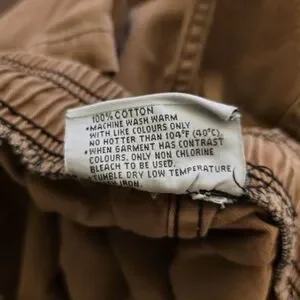 100% COTTON
•MACHINE WASH WARM
WITH LIKE COLOURS ONLY
NO HOTTER THAN 104°F (40°C).
•WHEN GARMENT HAS CONTRAST
COLOURS, ONLY NON CHLORINE
BLEACH TO BE USED.
•TUMBLE DRY LOW TEMPERATURE
IRON.